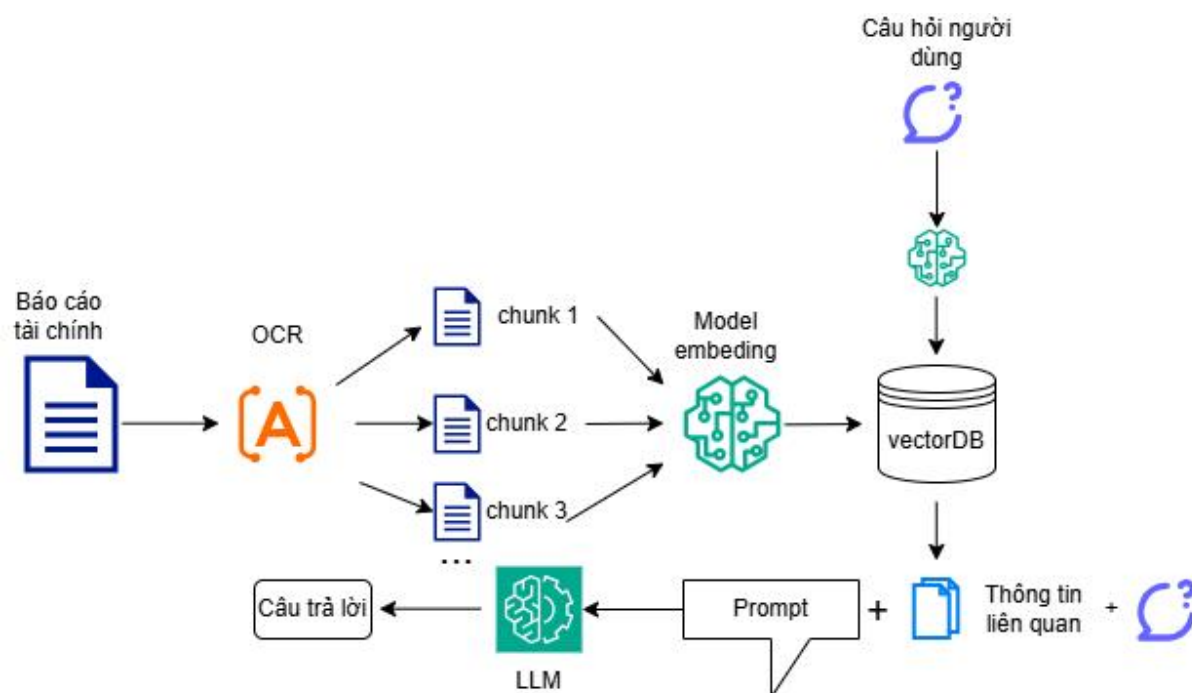 Câu hỏi người
dùng
Báo cáo
tài chính
OCR
chunk 1
chunk 2
chunk 3
...
Model
embeding
vectorDB
Câu trả lời
LLM
Prompt
+
Thông tin
liên quan
+